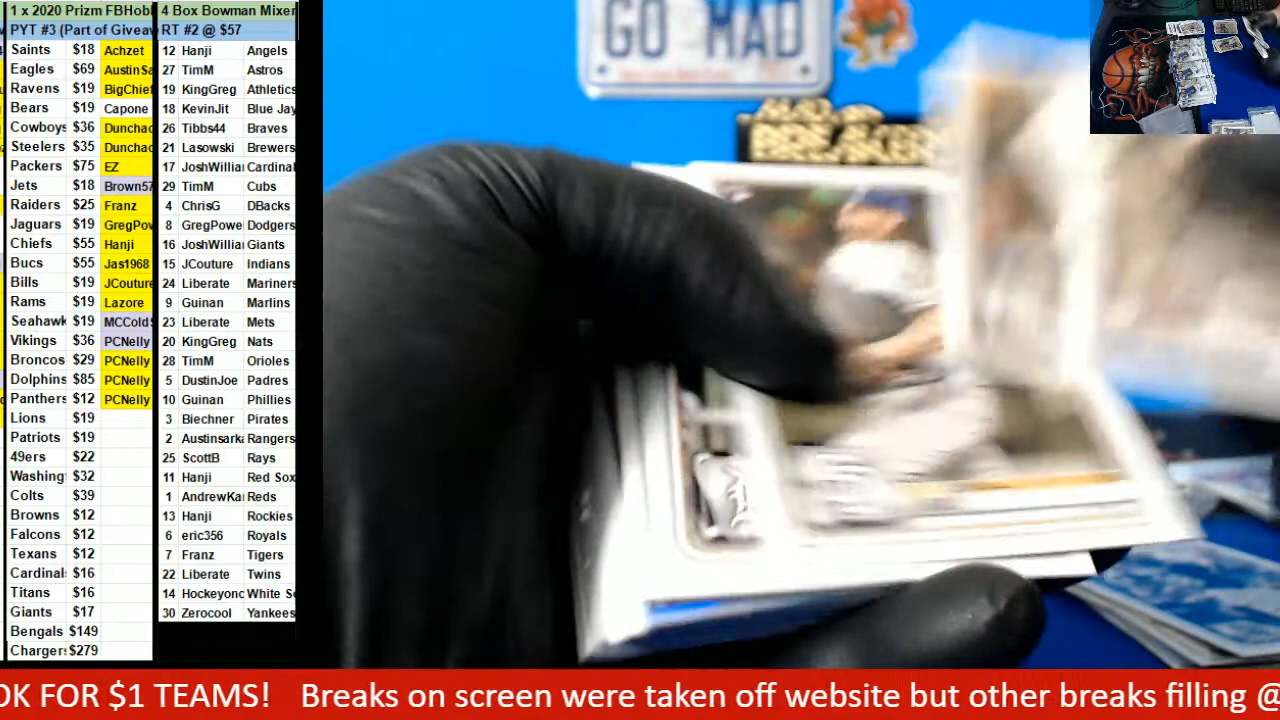 1 x 2020 Prizm FBHobl
PYT #3 (Part of Giveaw
Saints $18 Achzet
Eagles $69 AustinSa
Ravens $19 BigChief
Bears $19 Capone
Cowboys $36 Dunchac
Steelers $35 Dunchac
Packers $75 EZ
Jets $18 Brown57
Raiders $25 Franz
Jaguars $19 GregPow
Chiefs $55 Hanji
Bucs $55 Jas1968
Bills $19 JCouture
Rams $19 Lazore
Seahawk $19 MCColdS
Vikings $36 PCNelly
Broncos $29 PCNelly
Dolphins $85 PCNelly
Panthers $12 PCNelly
Lions $19
Patriots $19
49ers $22
Washing $32
Colts $39
Browns $12
Falcons $12
Texans $12
Cardinal $16
Titans $16
Giants $17
Bengals $149
Chargers $279
4 Box Bowman Mixer
RT #2 @ $57
12 Hanji Angels
27 TimM Astros
19 KingGreg Athletics
18 KevinJit Blue Jay
26 Tibbs44 Braves
21 Lasowski Brewers
17 JoshWillia Cardinal
29 TimM Cubs
4 ChrisG DBacks
8 GregPowe Dodgers
16 JoshWillia Giants
15 JCouture Indians
24 Liberate Mariners
9 Guinan Marlins
23 Liberate Mets
20 KingGreg Nats
28 TimM Orioles
5 DustinJoe Padres
10 Guinan Phillies
3 Biechner Pirates
2 Austinsarka Rangers
25 ScottB Rays
11 Hanji Red Sox
1 AndrewKa Reds
13 Hanji Rockies
6 eric356 Royals
7 Franz Tigers
22 Liberate Twins
14 Hockeyonc White So
30 Zerocool Yankees
GO MAD
OK FOR $1 TEAMS! Breaks on screen were taken off website but other breaks filling @